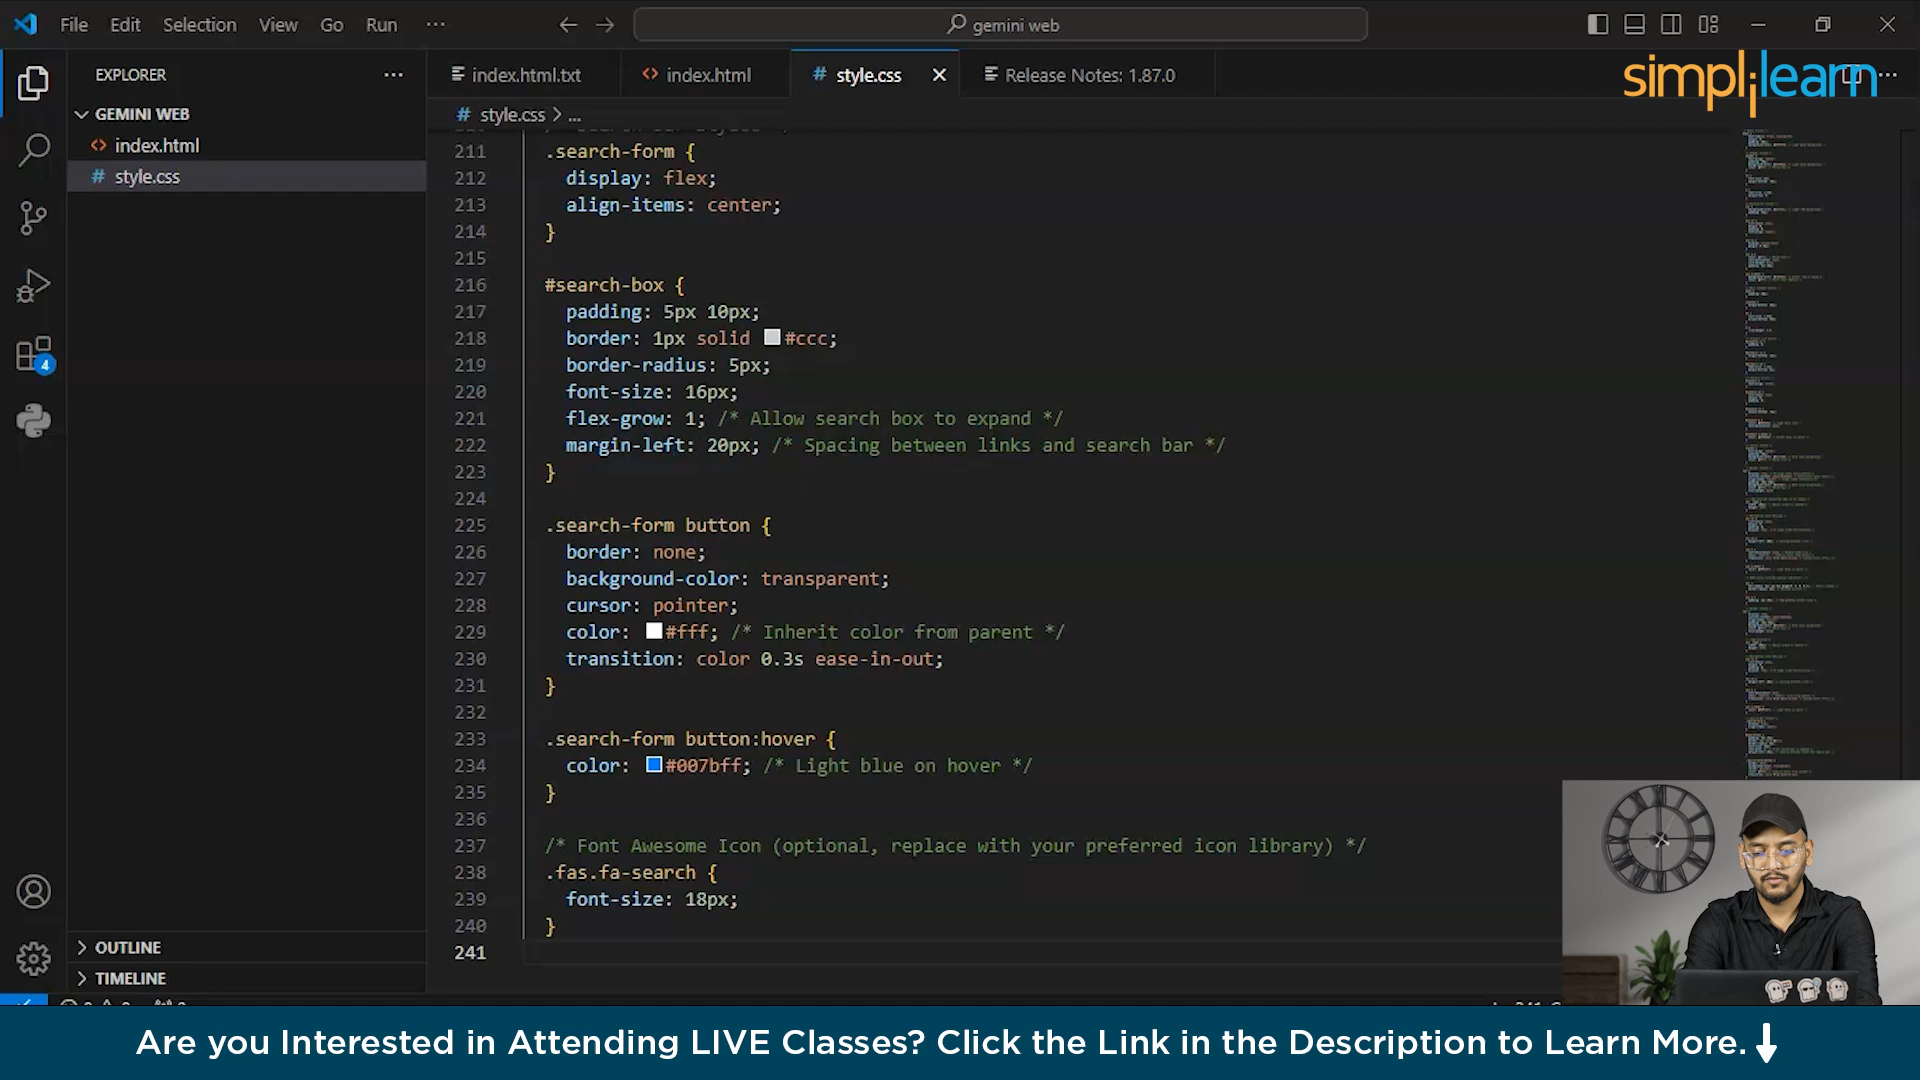 File Edit Selection View Go Run ...
gemini web
EXPLORER ...
GEMINI WEB
index.html
style.css
4
OUTLINE
TIMELINE
index.html.txt
index.html
# style.css
Release Notes: 1.87.0
simplilearn
# style.css > ...
211 .search-form {
212 display: flex;
213 align-items: center;
214 }
215
216 #search-box {
217 padding: 5px 10px;
218 border: 1px solid #ccc;
219 border-radius: 5px;
220 font-size: 16px;
221 flex-grow: 1; /* Allow search box to expand */
222 margin-left: 20px; /* Spacing between links and search bar */
223 }
224
225 .search-form button {
226 border: none;
227 background-color: transparent;
228 cursor: pointer;
229 color: #fff; /* Inherit color from parent */
230 transition: color 0.3s ease-in-out;
231 }
232
233 .search-form button:hover {
234 color: #007bff; /* Light blue on hover */
235 }
236
237 /* Font Awesome Icon (optional, replace with your preferred icon library) */
238 .fas.fa-search {
239 font-size: 18px;
240 }
241
Are you Interested in Attending LIVE Classes? Click the Link in the Description to Learn More.